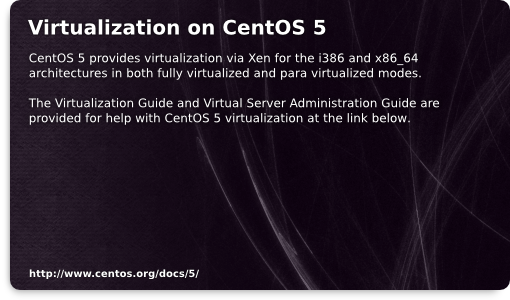 Virtualization on CentOS 5
CentOS 5 provides virtualization via Xen for the i386 and x86_64
architectures in both fully virtualized and para virtualized modes.
The Virtualization Guide and Virtual Server Administration Guide are
provided for help with CentOS 5 virtualization at the link below.
http://www.centos.org/docs/5/